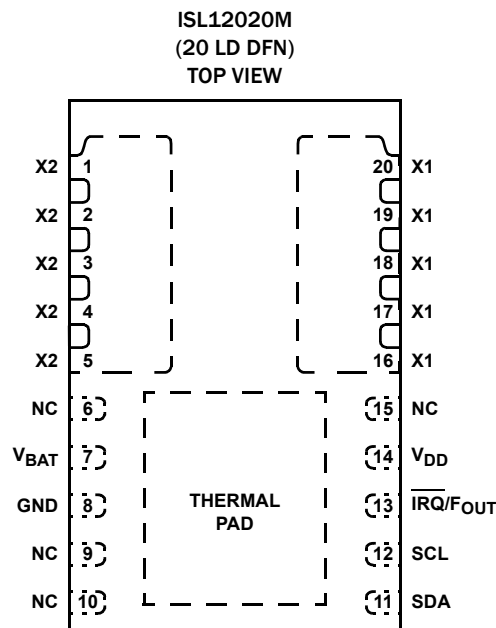 ISL12020M
(20 LD DFN)
TOP VIEW
X2 1 20 X1
X2 2 19 X1
X2 3 18 X1
X2 4 17 X1
X2 5 16 X1
NC 6 15 NC
VBAT 7 14 VDD
GND 8 13 IRQ/FOUT
THERMAL
PAD
NC 9 12 SCL
NC 10 11 SDA